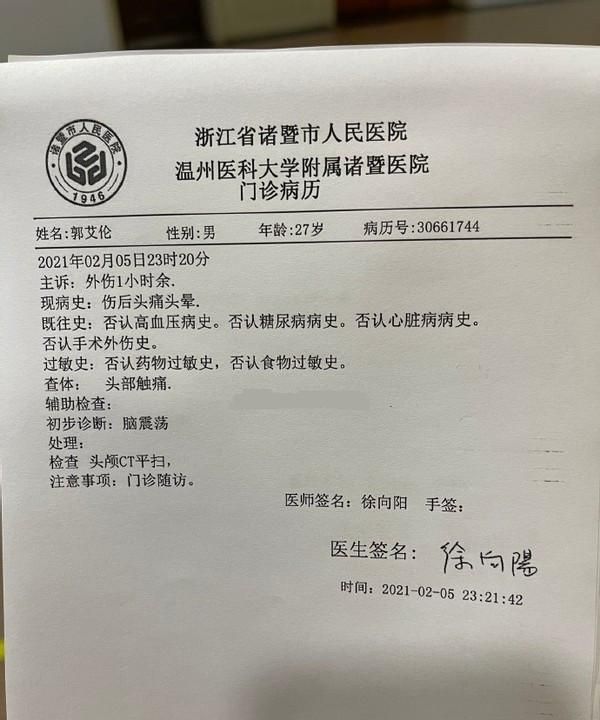 诸暨市人民医院
1946
浙江省诸暨市人民医院
温州医科大学附属诸暨医院
门诊病历
姓名:郭艾伦 性别:男 年龄:27岁 病历号:30661744
2021年02月05日23时20分
主诉: 外伤1小时余.
现病史: 伤后头痛头晕.
既往史: 否认高血压病史。否认糖尿病病史。否认心脏病病史。
否认手术外伤史。
过敏史: 否认药物过敏史, 否认食物过敏史。
查体: 头部触痛.
辅助检查:
初步诊断: 脑震荡
处理:
检查 头颅CT平扫,
注意事项: 门诊随访。
医师签名: 徐向阳 手签:
医生签名: 徐向陽
时间: 2021-02-05 23:21:42